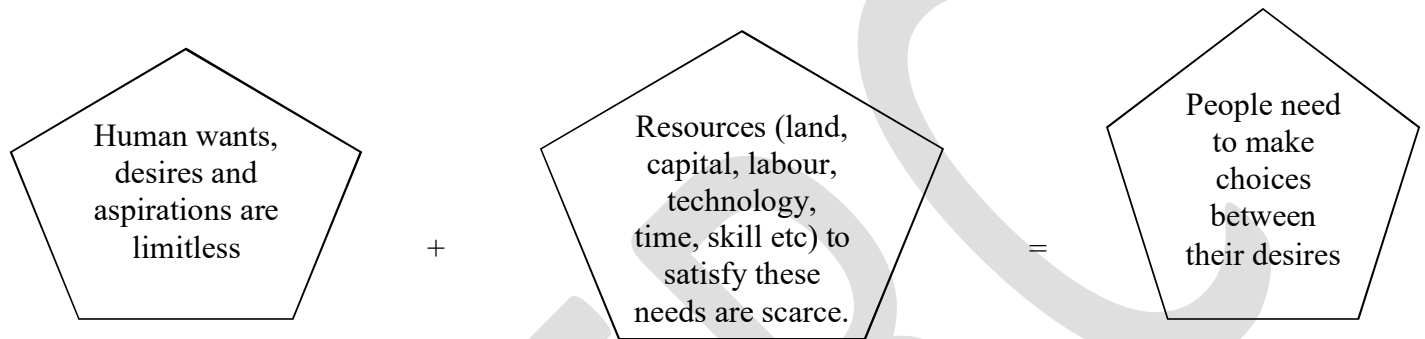 Human wants,
desires and
aspirations are
limitless
+
Resources (land,
capital, labour,
technology,
time, skill etc) to
satisfy these
needs are scarce.
=
People need
to make
choices
between
their desires